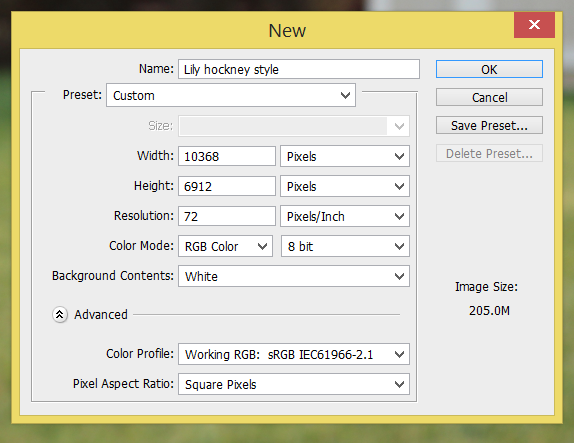 New
Name: Lily hockney style
OK
Preset: Custom
Cancel
Size:
Save Preset...
Width: 10368 Pixels
Delete Preset...
Height: 6912 Pixels
Resolution: 72 Pixels/Inch
Color Mode: RGB Color 8 bit
Background Contents: White
Image Size:
205.0M
Advanced
Color Profile: Working RGB: sRGB IEC61966-2.1
Pixel Aspect Ratio: Square Pixels